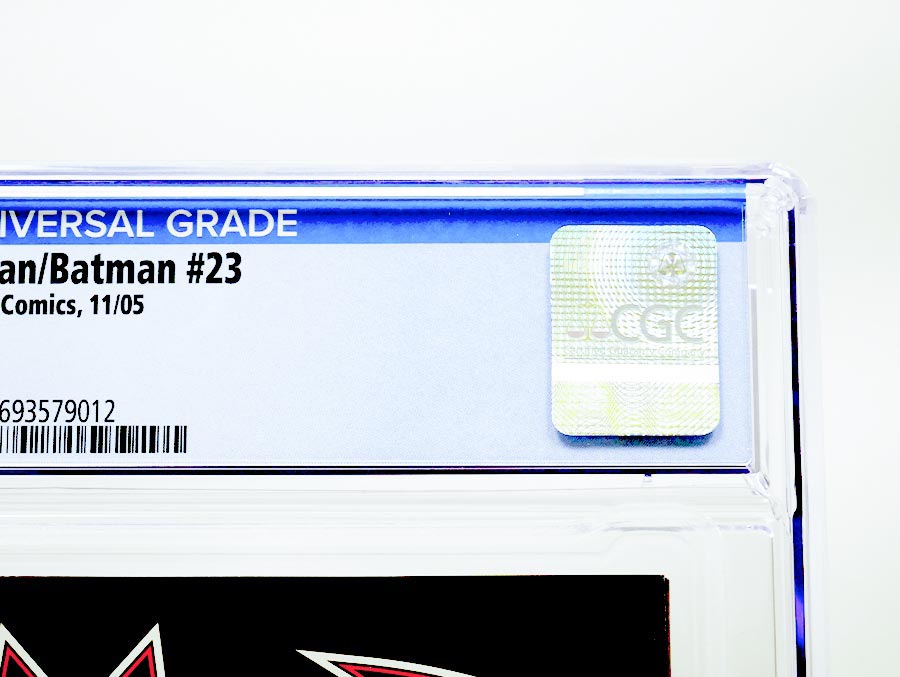 IVERSAL GRADE
an/Batman #23
Comics, 11/05
CGC
693579012